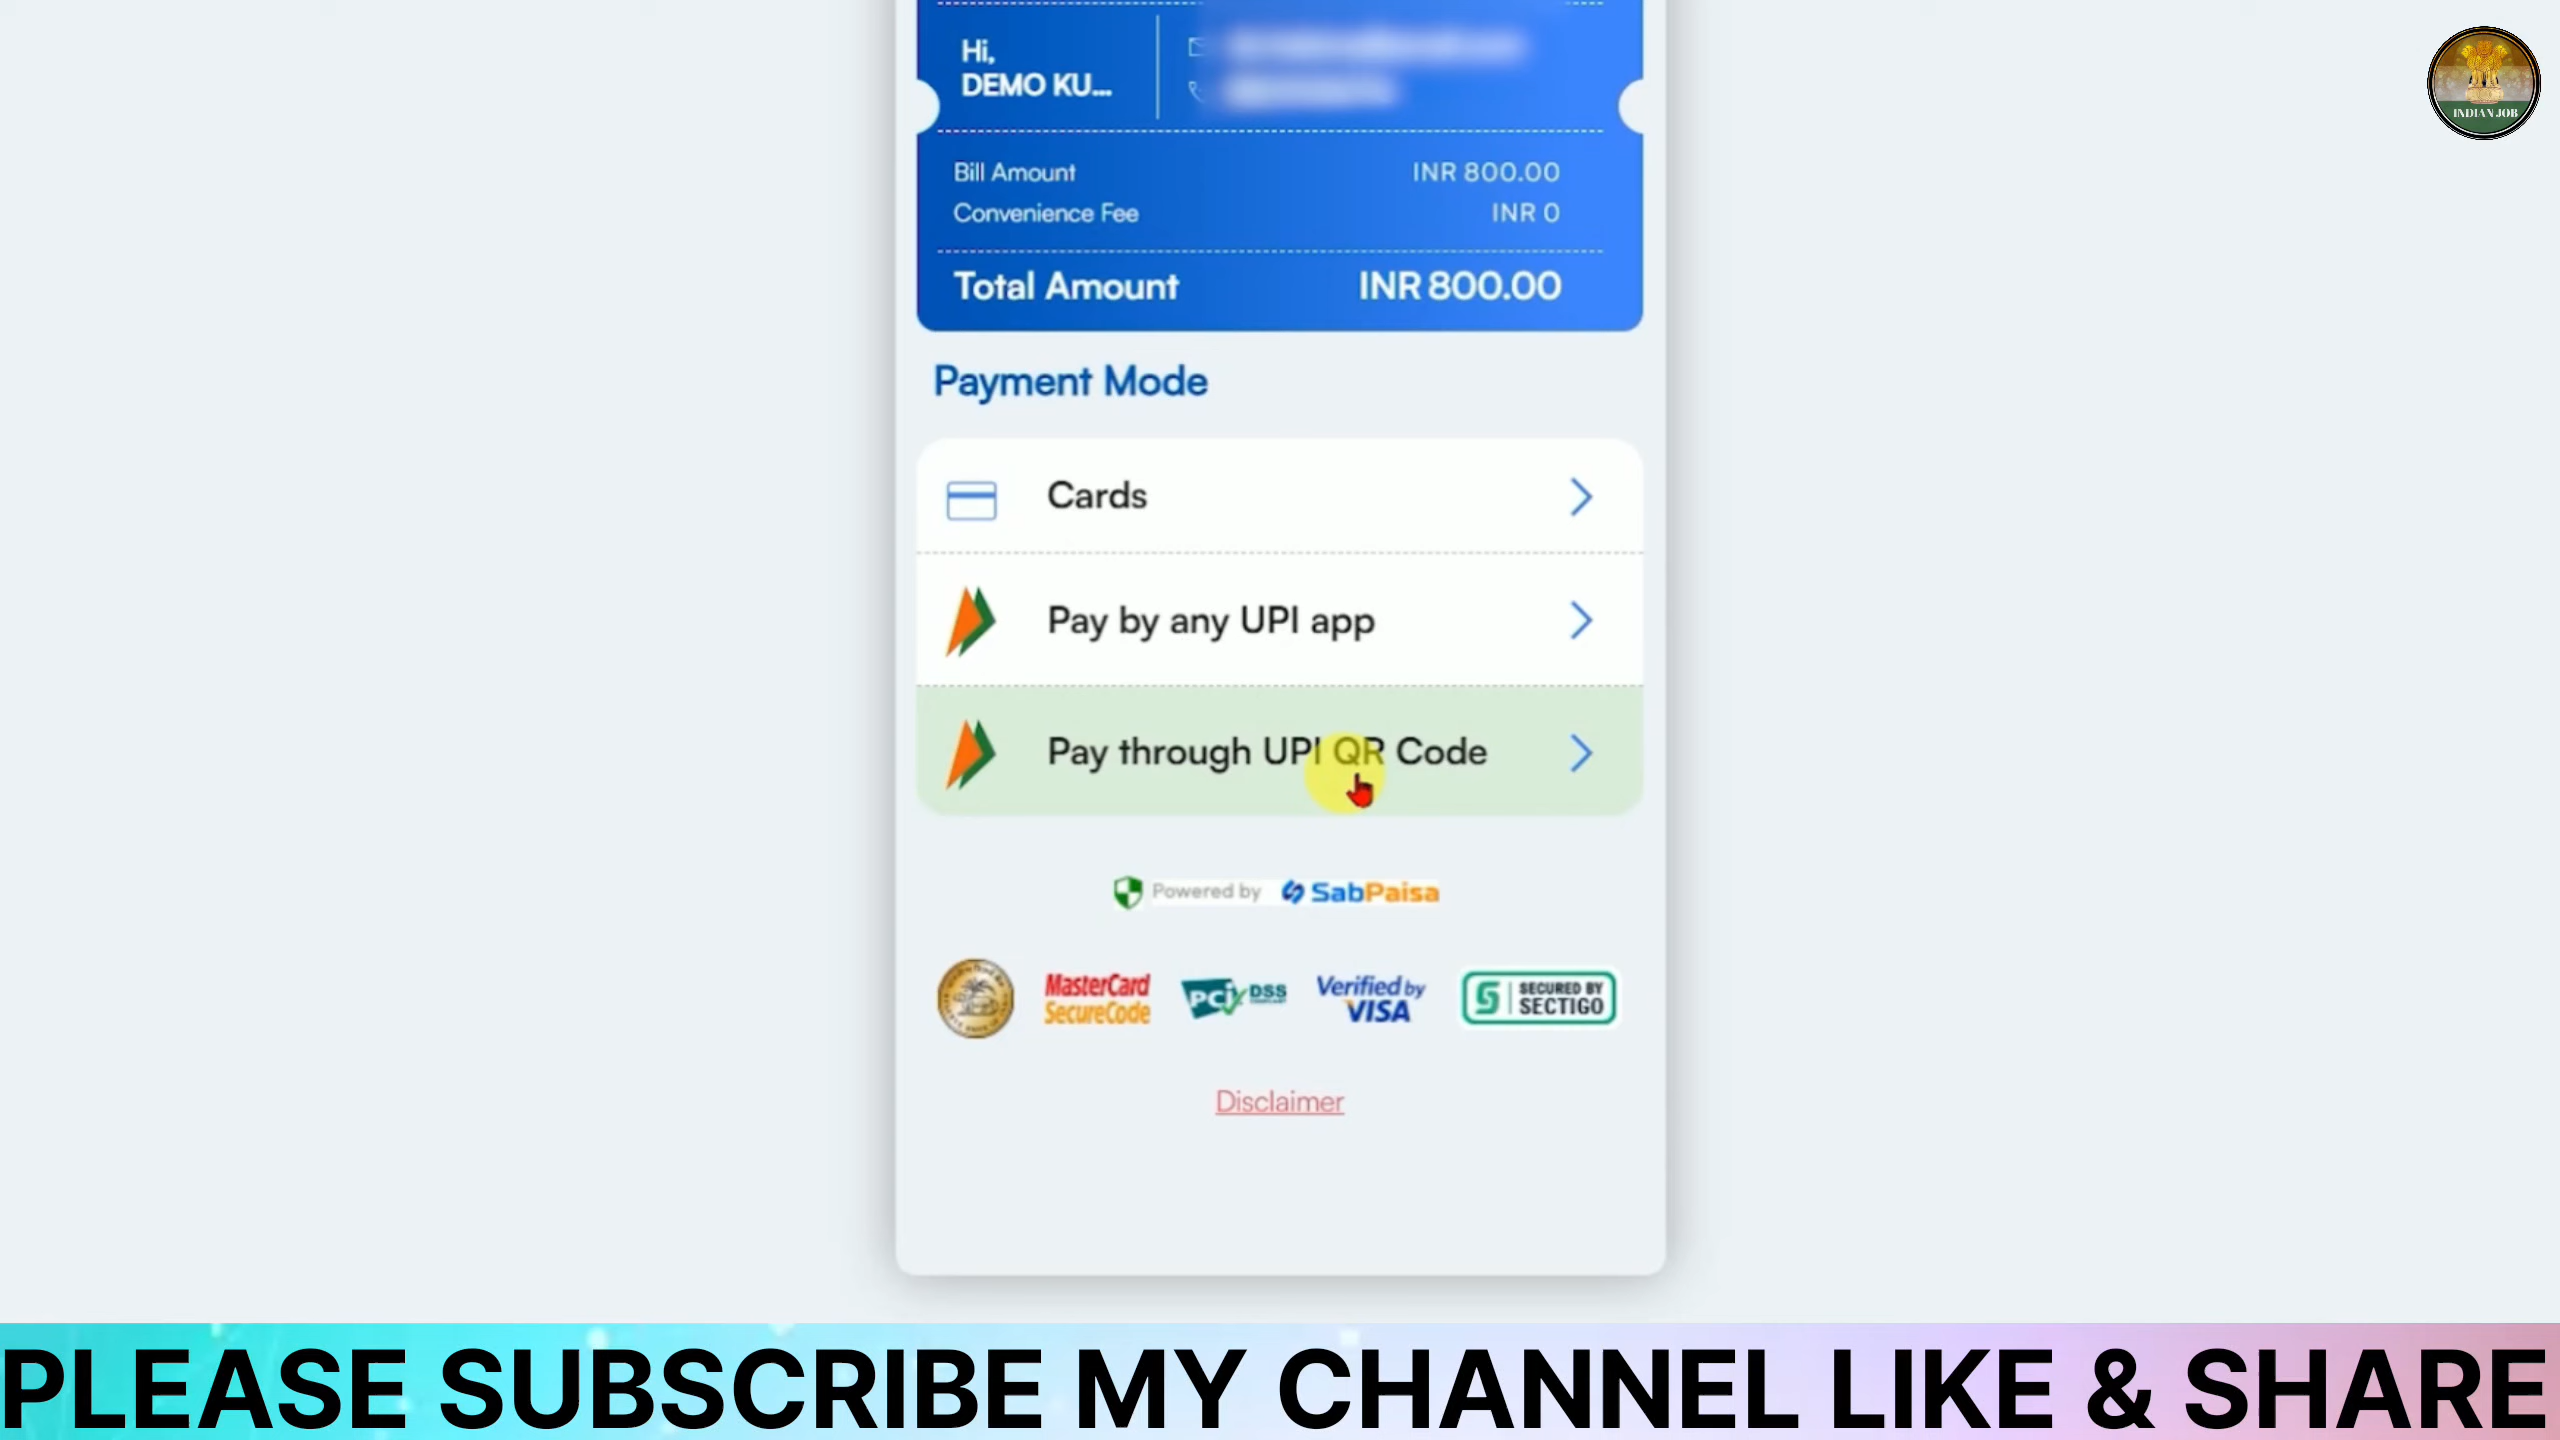 Hi,
DEMO KU...
INDIAN JOB
Bill Amount INR 800.00
Convenience Fee INR 0
Total Amount INR 800.00
Payment Mode
Cards
Pay by any UPI app
Pay through UPI QR Code
Powered by SabPaisa
MasterCard SecureCode
PCI DSS
Verified by VISA
SECURED BY SECTIGO
Disclaimer
PLEASE SUBSCRIBE MY CHANNEL LIKE & SHARE